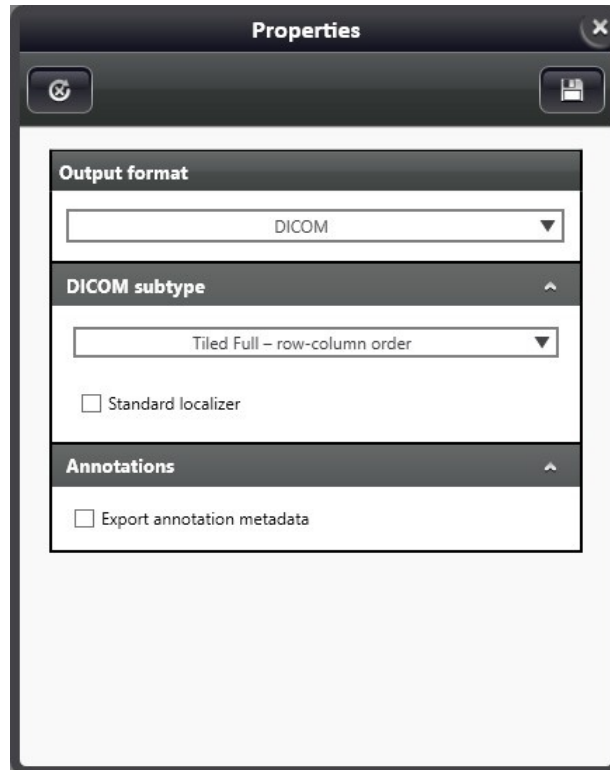 Properties
Output format
DICOM
DICOM subtype
Tiled Full – row-column order
Standard localizer
Annotations
Export annotation metadata